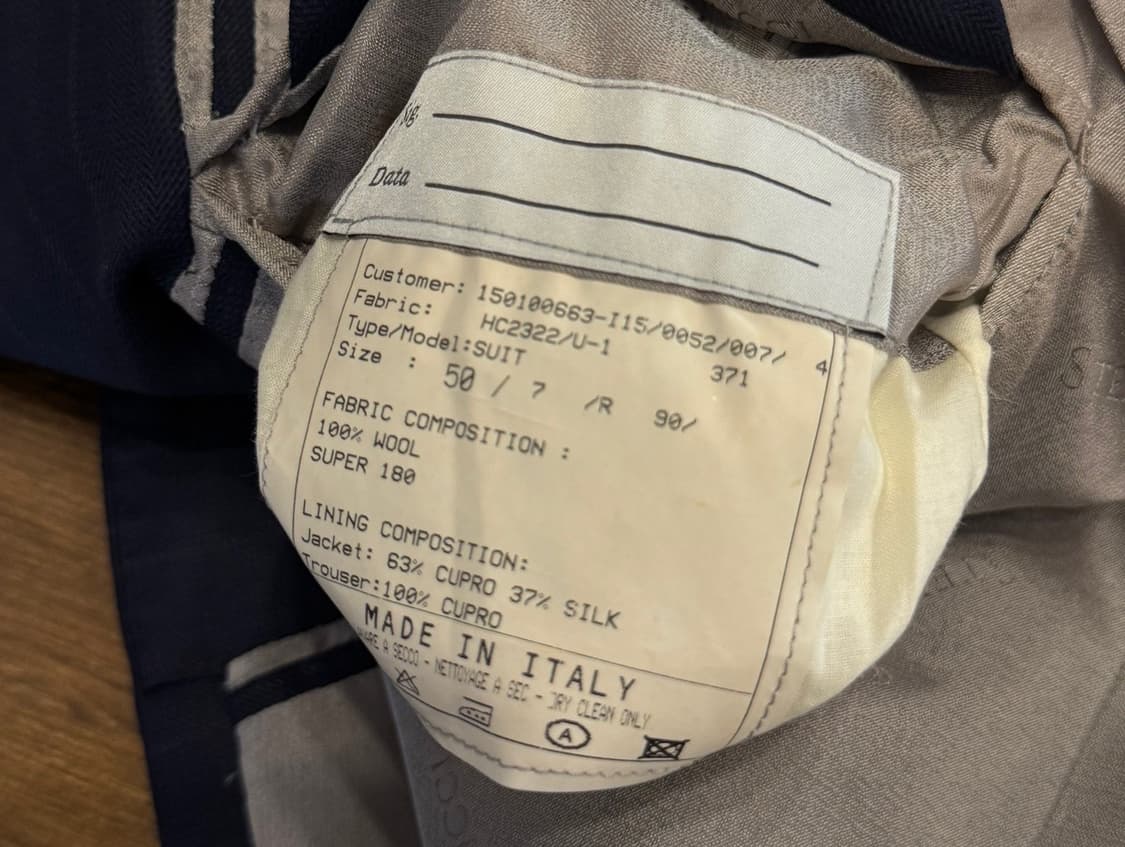 Sig.
Data
Customer: 150100663-I15/0052/007/ 4
Fabric: HC2322/U-1 371
Type/Model:SUIT
Size : 50 / 7 /R 90/
FABRIC COMPOSITION :
100% WOOL
SUPER 180
LINING COMPOSITION:
Jacket: 63% CUPRO 37% SILK
Trouser:100% CUPRO
MADE IN ITALY
A SECCO - NETTOYAGE A SEC - DRY CLEAN ONLY
A